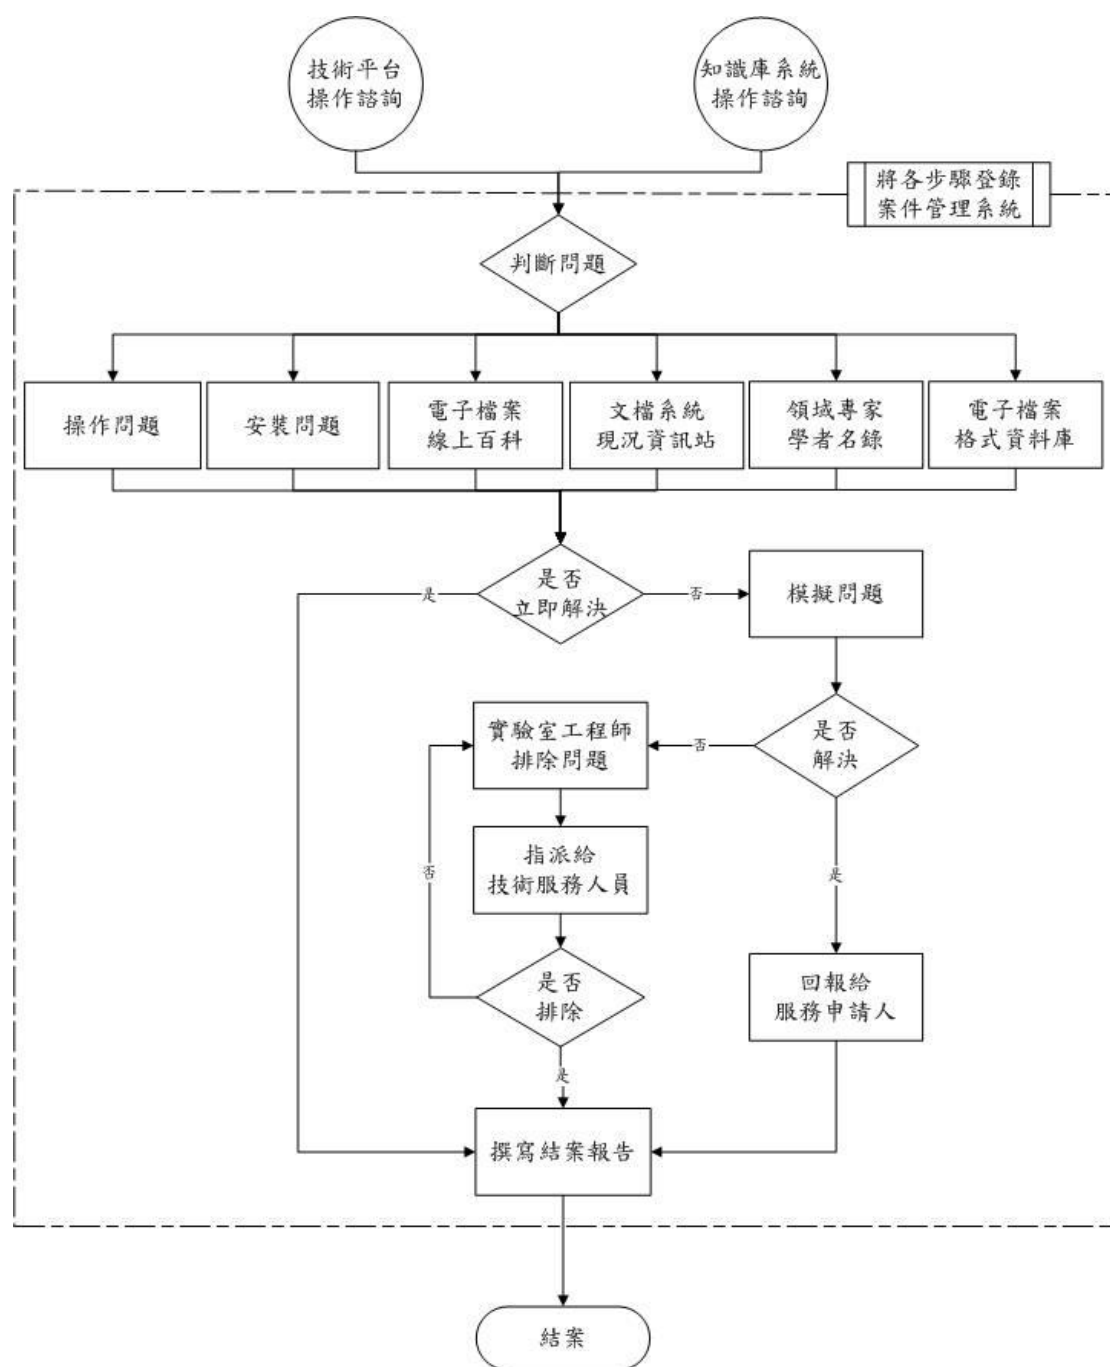 技術平台
操作諮詢
知識庫系統
操作諮詢
將各步驟登錄
案件管理系統
判斷問題
操作問題
安裝問題
電子檔案
線上百科
文檔系統
現況資訊站
領域專家
學者名錄
電子檔案
格式資料庫
是否
立即解決
是
否
模擬問題
是否
解決
否
實驗室工程師
排除問題
指派給
技術服務人員
否
是
是否
排除
回報給
服務申請人
是
撰寫結案報告
結案